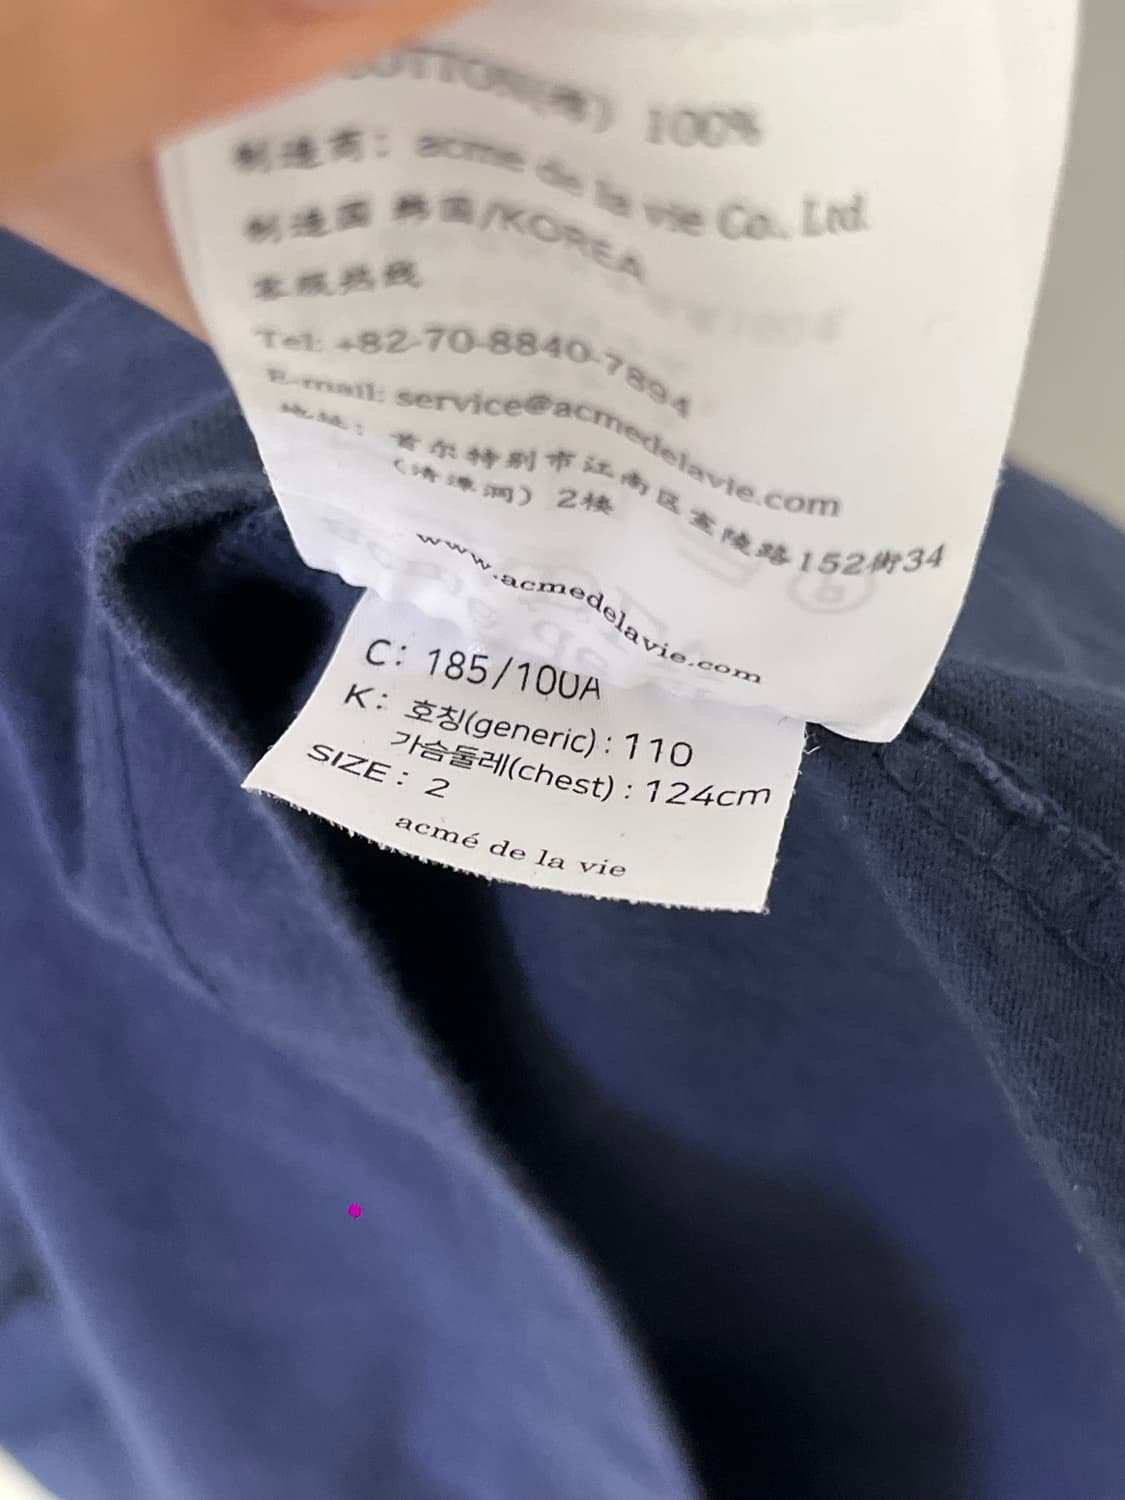 COTTON(棉) 100%
制造商: acme de la vie Co., Ltd.
制造国 韩国/KOREA
客服热线
Tel: +82-70-8840-7894
E-mail: service@acmedelavie.com
地址: 首尔特别市江南区宣陵路152街34
(清潭洞) 2楼
www.acmedelavie.com
C: 185/100A
K: 호칭(generic) : 110
가슴둘레(chest) : 124cm
SIZE : 2
acmé de la vie